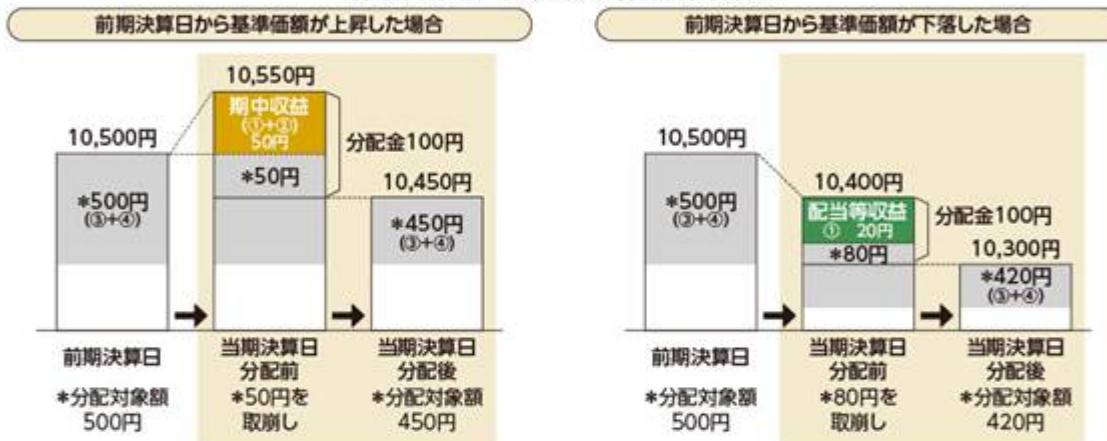 前期決算日から基準価額が上昇した場合
10,550円
期中収益
(①+②)
50円
10,500円
分配金100円
*50円
10,450円
*500円
(③+④)
*450円
(③+④)
前期決算日
当期決算日
分配前
当期決算日
分配後
*分配対象額
500円
*50円を
取崩し
*分配対象額
450円
前期決算日から基準価額が下落した場合
10,500円
10,400円
*500円
(③+④)
配当等収益
① 20円
分配金100円
*80円
10,300円
*420円
(③+④)
前期決算日
当期決算日
分配前
当期決算日
分配後
*分配対象額
500円
*80円を
取崩し
*分配対象額
420円